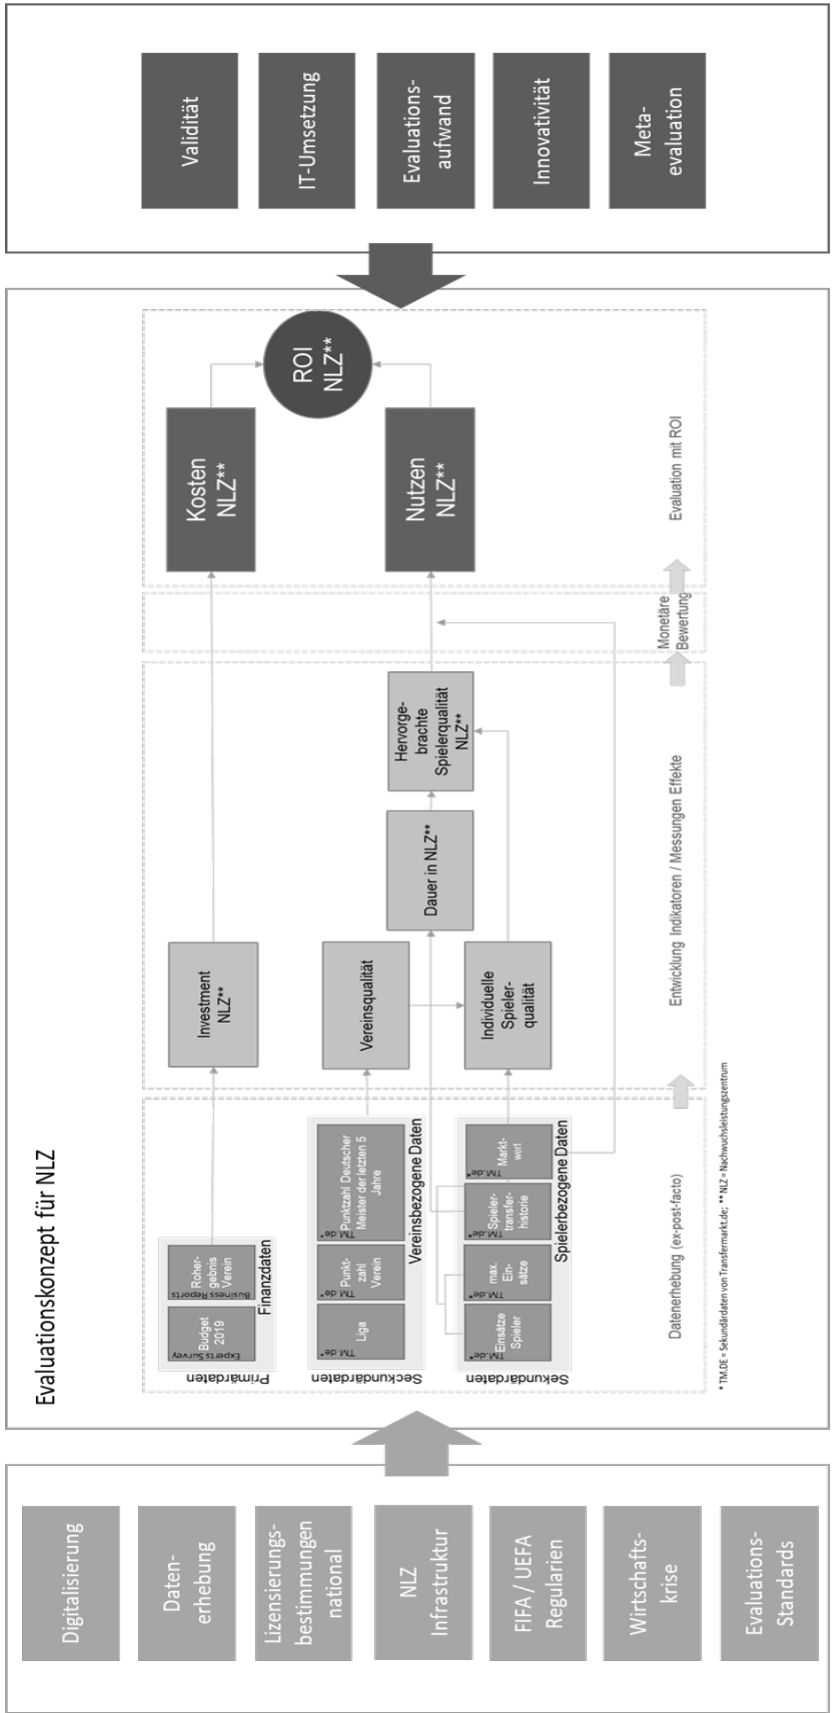 Digitalisierung
Daten-
erhebung
Lizensierungs-
bestimmungen
national
NLZ
Infrastruktur
FIFA / UEFA
Regularien
Wirtschafts-
krise
Evaluations-
Standards
Evaluationskonzept für NLZ
Primärdaten
Experts Survey
Budget
2019
Business Reports
Roher-
gebnis
Verein
Finanzdaten
Seckundärdaten
TM.de*
Liga
TM.de*
Punkt-
zahl
Verein
TM.de*
Punktzahl Deutscher
Meister der letzten 5
Jahre
Vereinsbezogene Daten
Sekundärdaten
TM.de*
Einsätze
Spieler
TM.de*
max.
Ein-
sätze
TM.de*
Spieler-
transfer-
historie
TM.de*
Markt-
wert
Spielerbezogene Daten
Datenerhebung (ex-post-facto)
Investment
NLZ**
Vereinsqualität
Individuelle
Spieler-
qualität
Dauer in NLZ**
Hervorge-
brachte
Spielerqualität
NLZ**
Entwicklung Indikatoren / Messungen Effekte
Monetäre
Bewertung
Kosten
NLZ**
Nutzen
NLZ**
ROI
NLZ**
Evaluation mit ROI
* TM.DE = Sekundärdaten von Transfermarkt.de; ** NLZ = Nachwuchsleistungszentrum
Validität
IT-Umsetzung
Evaluations-
aufwand
Innovativität
Meta-
evaluation